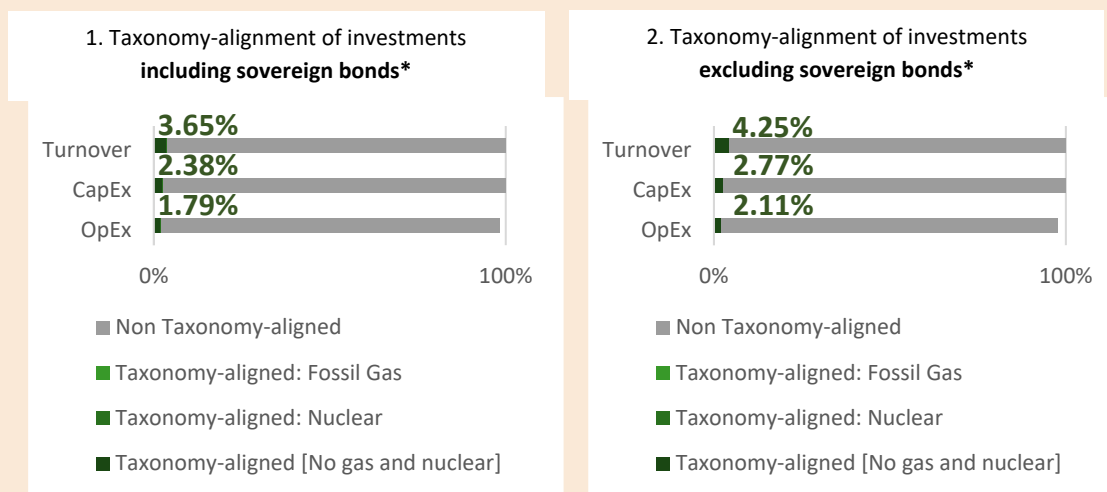 1. Taxonomy-alignment of investments
including sovereign bonds*
3.65%
Turnover
2.38%
CapEx
1.79%
OpEx
0%
100%
Non Taxonomy-aligned
Taxonomy-aligned: Fossil Gas
Taxonomy-aligned: Nuclear
Taxonomy-aligned [No gas and nuclear]
2. Taxonomy-alignment of investments
excluding sovereign bonds*
4.25%
Turnover
2.77%
CapEx
2.11%
OpEx
0%
100%
Non Taxonomy-aligned
Taxonomy-aligned: Fossil Gas
Taxonomy-aligned: Nuclear
Taxonomy-aligned [No gas and nuclear]